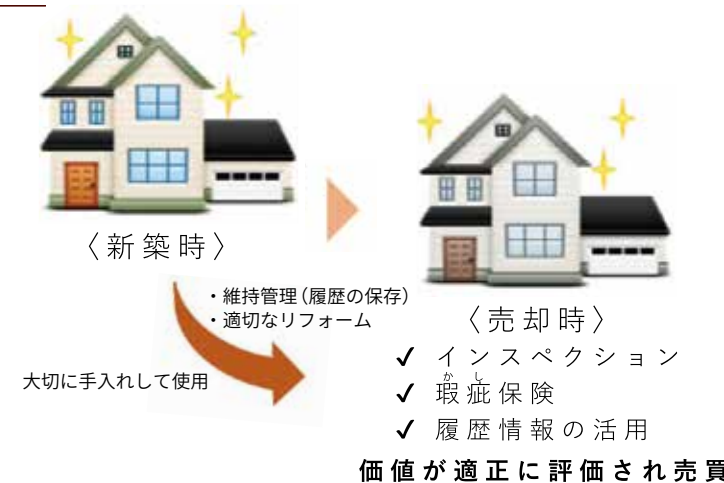 〈新築時〉
・維持管理(履歴の保存)
・適切なリフォーム
大切に手入れして使用
〈売却時〉
✓ インスペクション
かし
✓ 瑕疵保険
✓ 履歴情報の活用
価値が適正に評価され売買